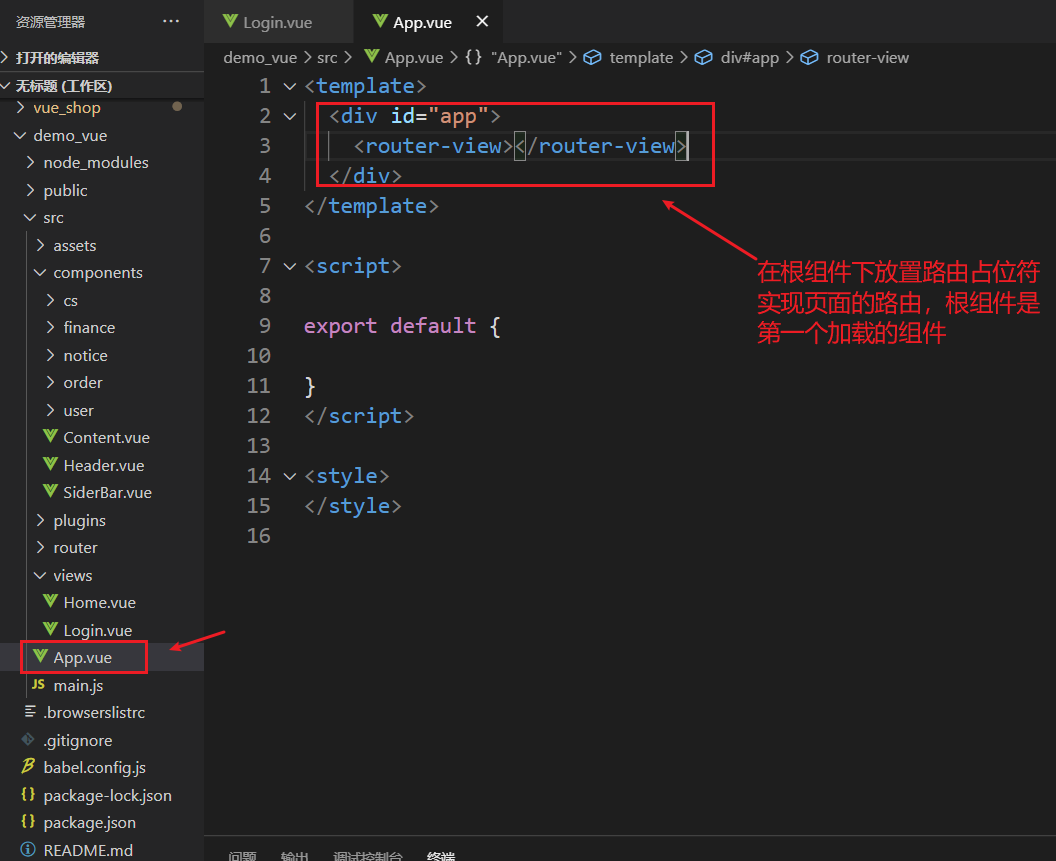 资源管理器 ···
打开的编辑器
无标题 (工作区)
vue_shop
demo_vue
node_modules
public
src
assets
components
cs
finance
notice
order
user
Content.vue
Header.vue
SiderBar.vue
plugins
router
views
Home.vue
Login.vue
App.vue
JS main.js
.browserslistrc
.gitignore
babel.config.js
{} package-lock.json
{} package.json
README.md
Login.vue App.vue ×
demo_vue > src > App.vue > {} "App.vue" > template > div#app > router-view
1 <template>
2 <div id="app">
3 <router-view></router-view>
4 </div>
5 </template>
6
7 <script>
8
9 export default {
10
11 }
12 </script>
13
14 <style>
15 </style>
16
在根组件下放置路由占位符
实现页面的路由，根组件是
第一个加载的组件
问题 输出 调试控制台 终端